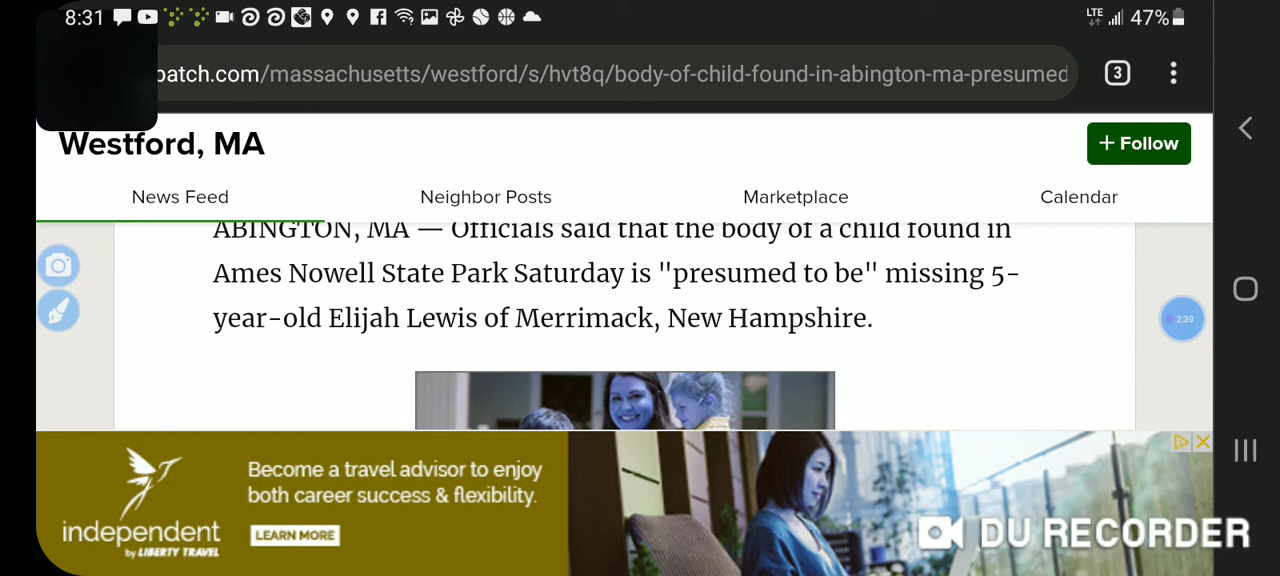 8:31
LTE
47%
patch.com/massachusetts/westford/s/hvt8q/body-of-child-found-in-abington-ma-presumed
3
Westford, MA
+ Follow
News Feed
Neighbor Posts
Marketplace
Calendar
ABINGTON, MA — Officials said that the body of a child found in
Ames Nowell State Park Saturday is "presumed to be" missing 5-
year-old Elijah Lewis of Merrimack, New Hampshire.
2:39
Become a travel advisor to enjoy
both career success & flexibility.
LEARN MORE
independent
by LIBERTY TRAVEL
DU RECORDER